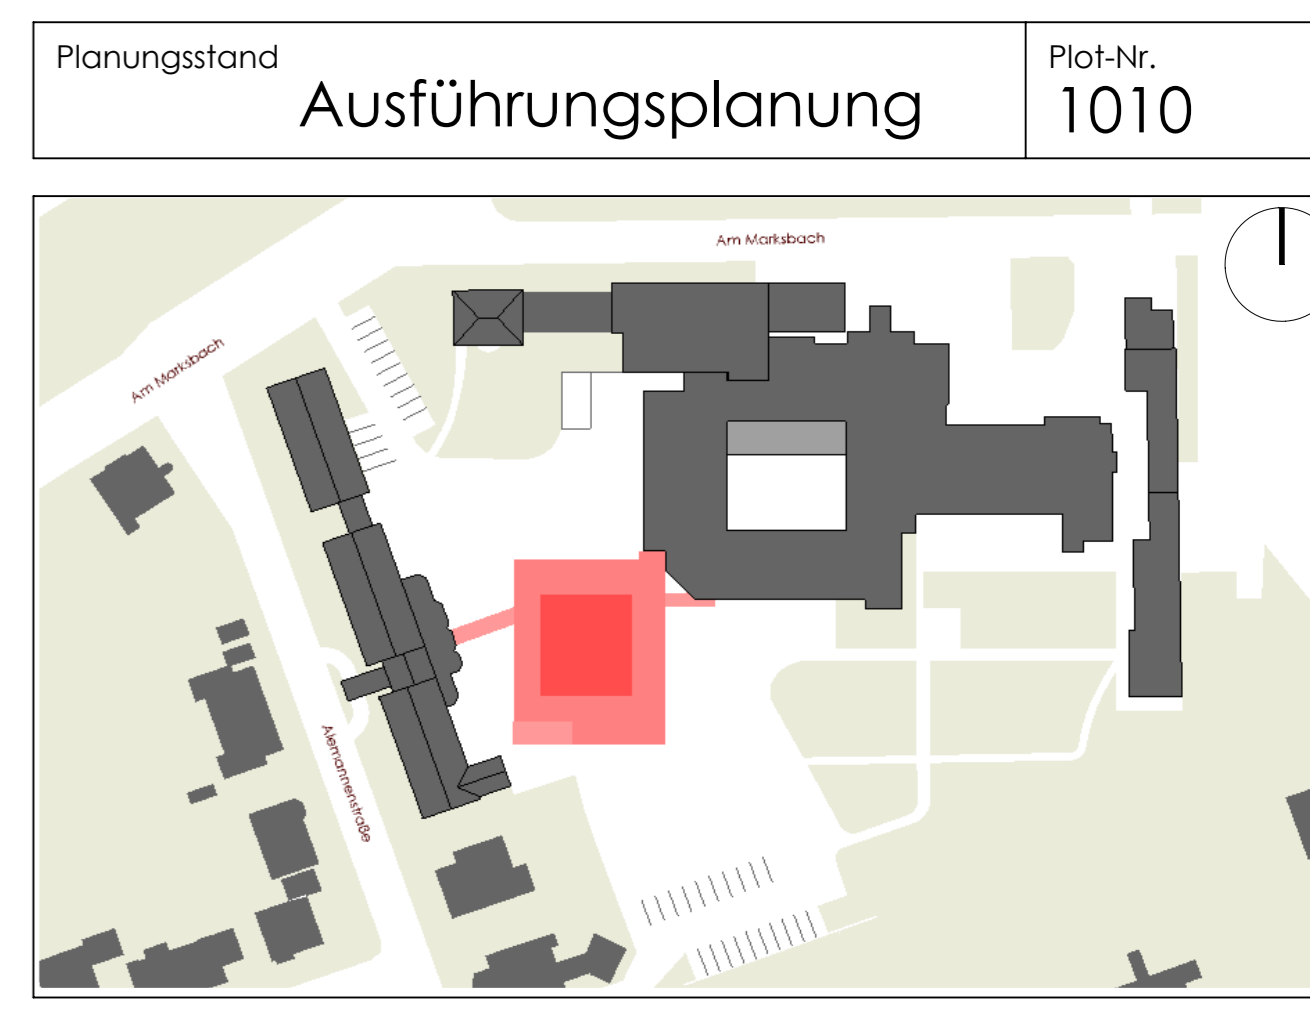 Planungsstand
Ausführungsplanung
Plot-Nr.
1010
Am Marksbach
Am Marksbach
Alemannenstraße